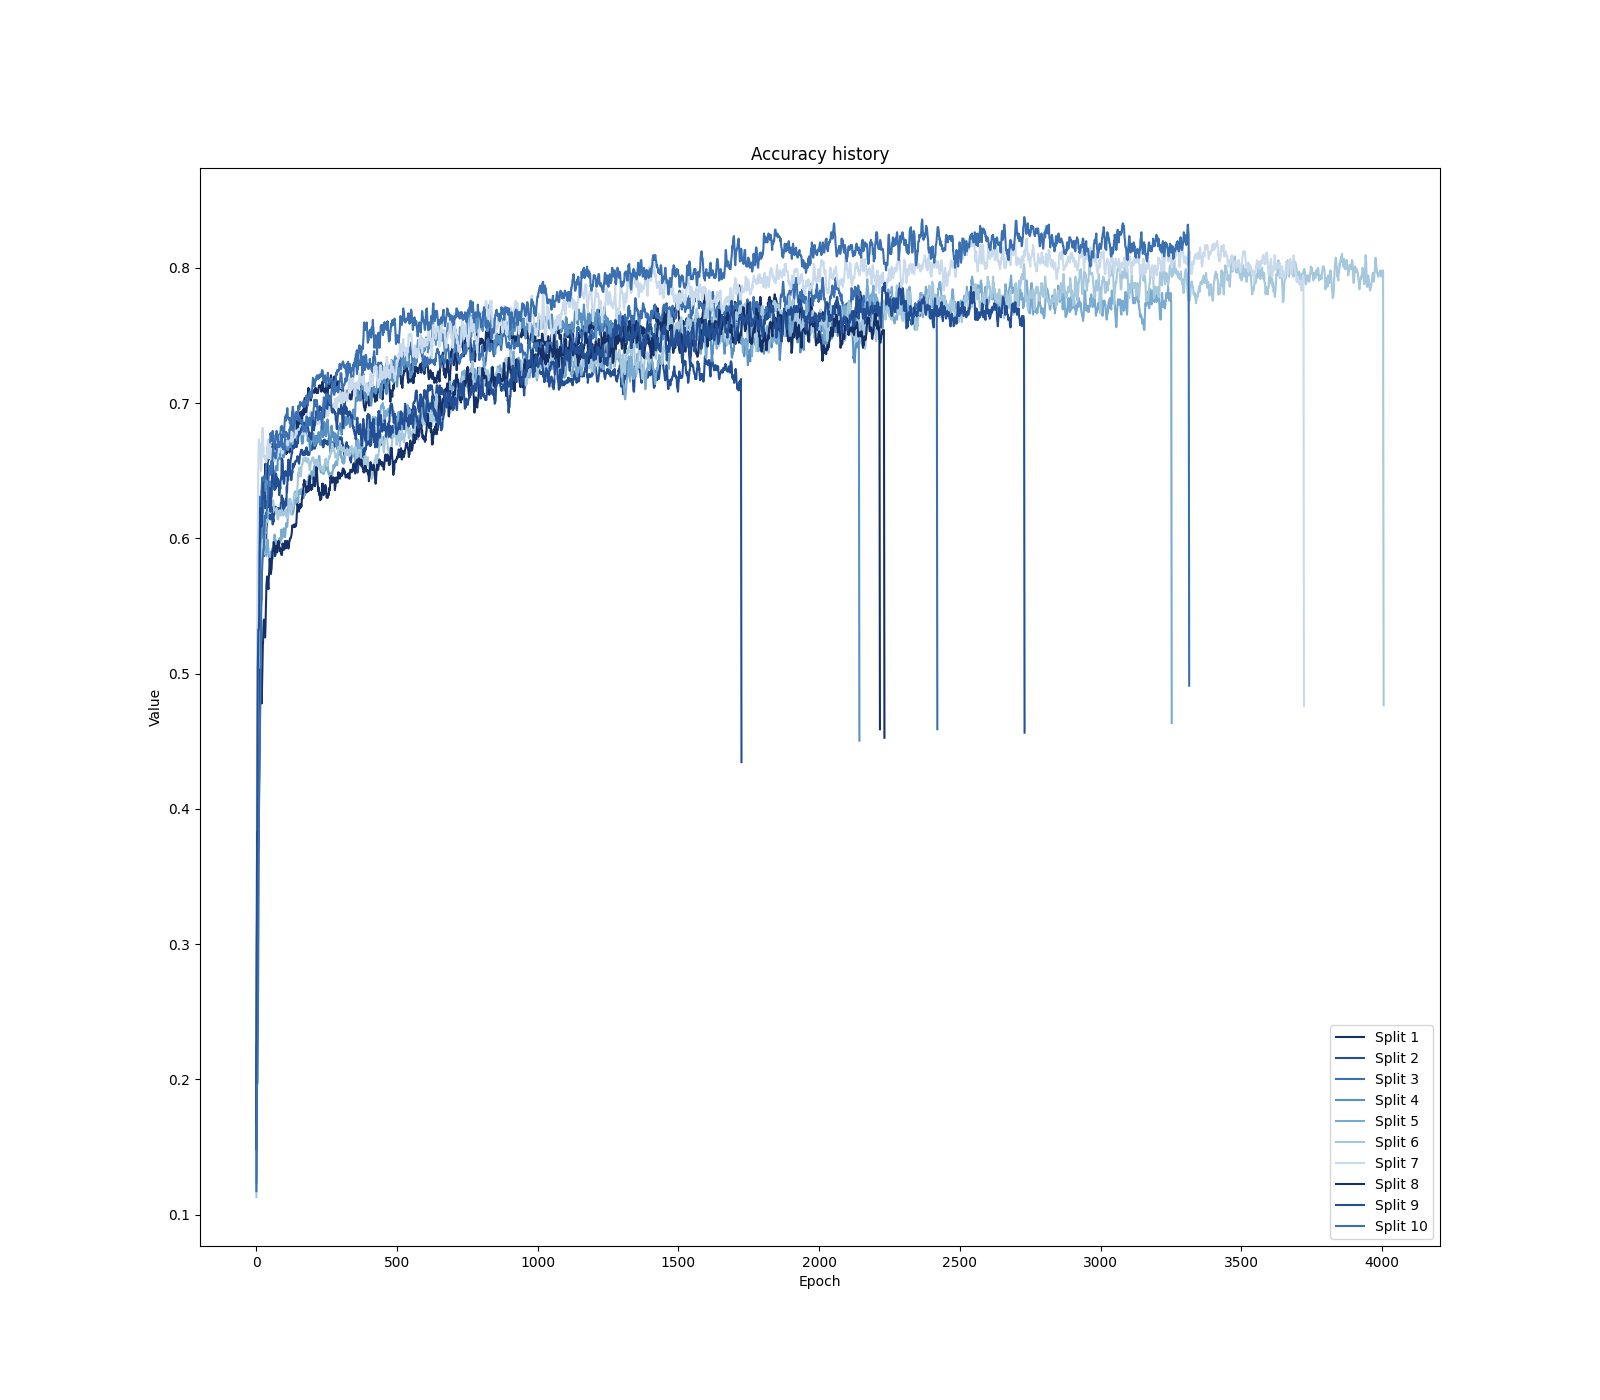 Accuracy history
Value
0.8
0.7
0.6
0.5
0.4
0.3
0.2
0.1
0 500 1000 1500 2000 2500 3000 3500 4000
Epoch
Split 1
Split 2
Split 3
Split 4
Split 5
Split 6
Split 7
Split 8
Split 9
Split 10